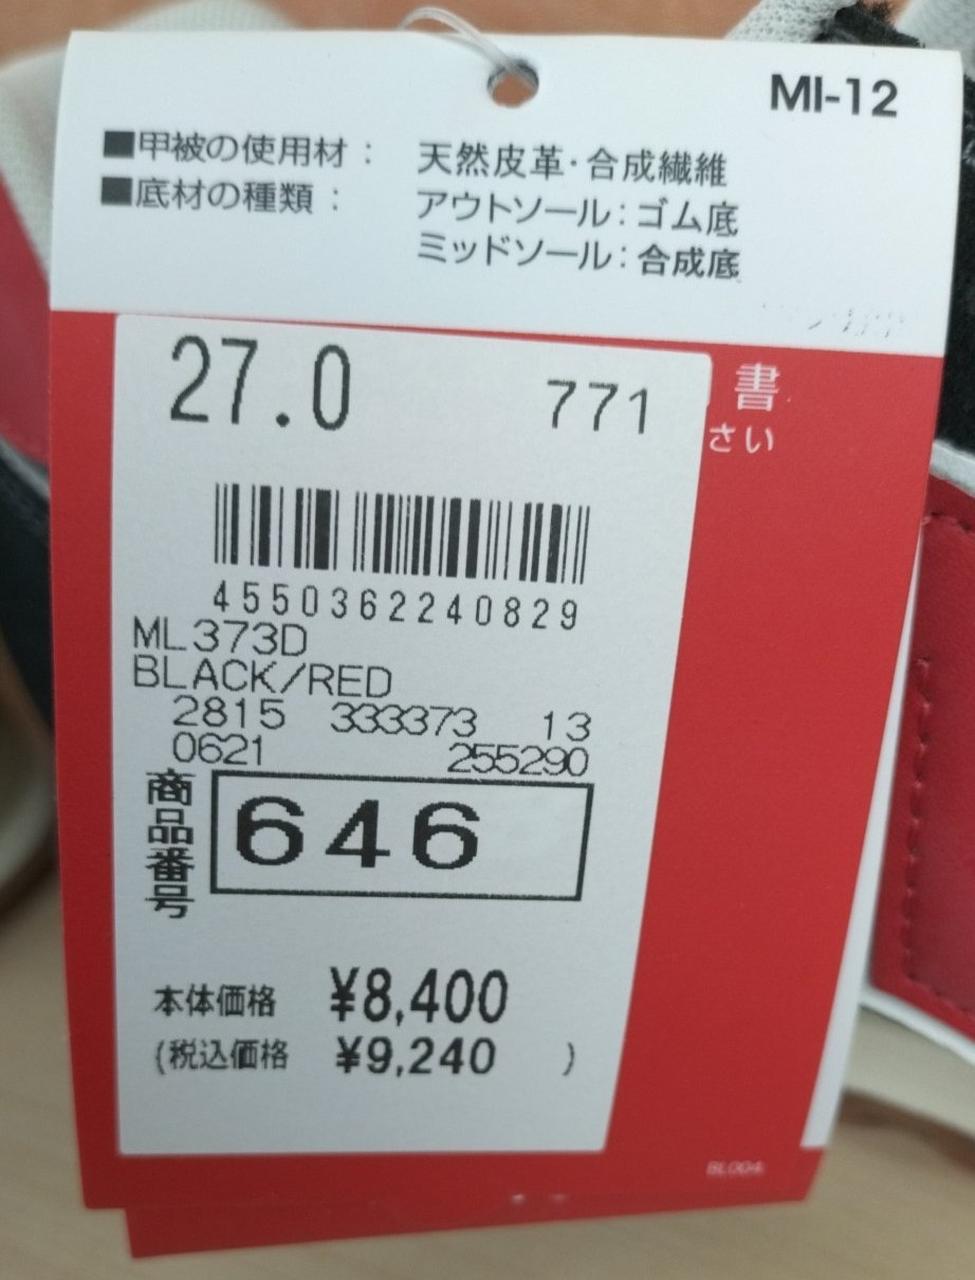 MI-12
■甲被の使用材： 天然皮革・合成繊維
■底材の種類： アウトソール：ゴム底
ミッドソール：合成底
書
さい
27.0 771
4550362240829
ML373D
BLACK/RED
2815 333373 13
0621 255290
商品番号 646
本体価格 ¥8,400
(税込価格 ¥9,240 )
BL004